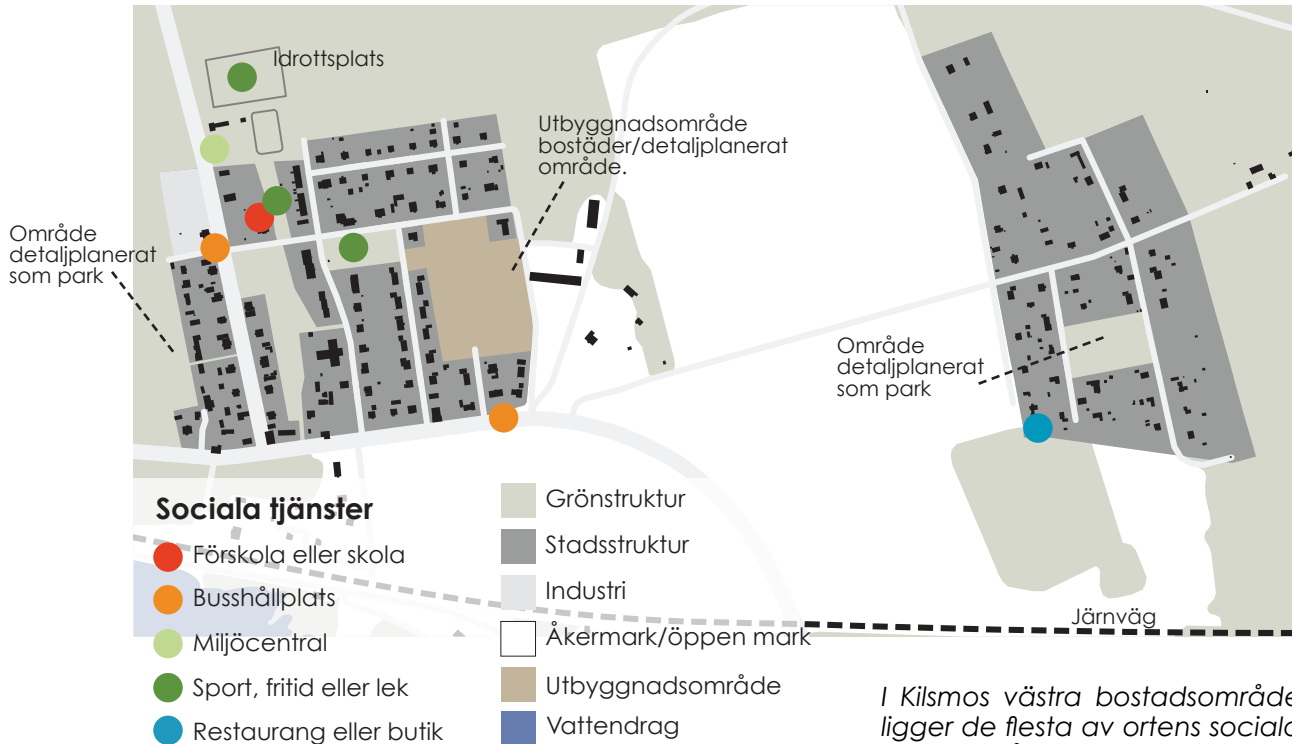 Idrottsplats
Utbyggnadsområde
bostäder/detaljplanerat
område.
Område
detaljplanerat
som park
Område
detaljplanerat
som park
Järnväg
Sociala tjänster
Förskola eller skola
Busshållplats
Miljöcentral
Sport, fritid eller lek
Restaurang eller butik
Grönstruktur
Stadsstruktur
Industri
Åkermark/öppen mark
Utbyggnadsområde
Vattendrag
I Kilsmos västra bostadsområde
ligger de flesta av ortens sociala